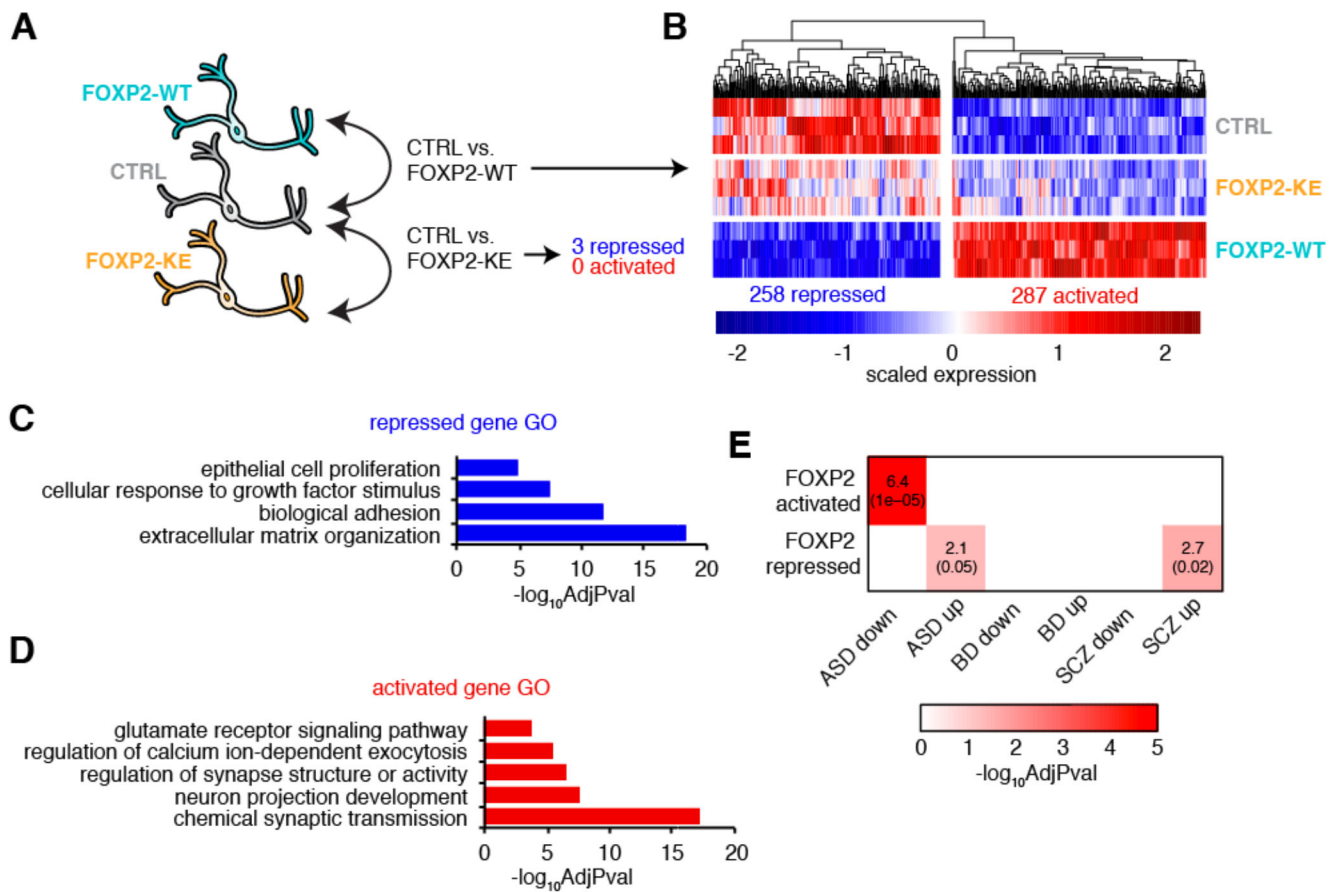 A
FOXP2-WT
CTRL
FOXP2-KE
CTRL vs.
FOXP2-WT
CTRL vs.
FOXP2-KE
3 repressed
0 activated
B
CTRL
FOXP2-KE
FOXP2-WT
258 repressed
287 activated
-2 -1 0 1 2
scaled expression
C
repressed gene GO
epithelial cell proliferation
cellular response to growth factor stimulus
biological adhesion
extracellular matrix organization
0 5 10 15 20
-log10AdjPval
D
activated gene GO
glutamate receptor signaling pathway
regulation of calcium ion-dependent exocytosis
regulation of synapse structure or activity
neuron projection development
chemical synaptic transmission
0 5 10 15 20
-log10AdjPval
E
FOXP2
activated
6.4
(1e–05)
FOXP2
repressed
2.1
(0.05)
2.7
(0.02)
ASD down
ASD up
BD down
BD up
SCZ down
SCZ up
0 1 2 3 4 5
-log10AdjPval